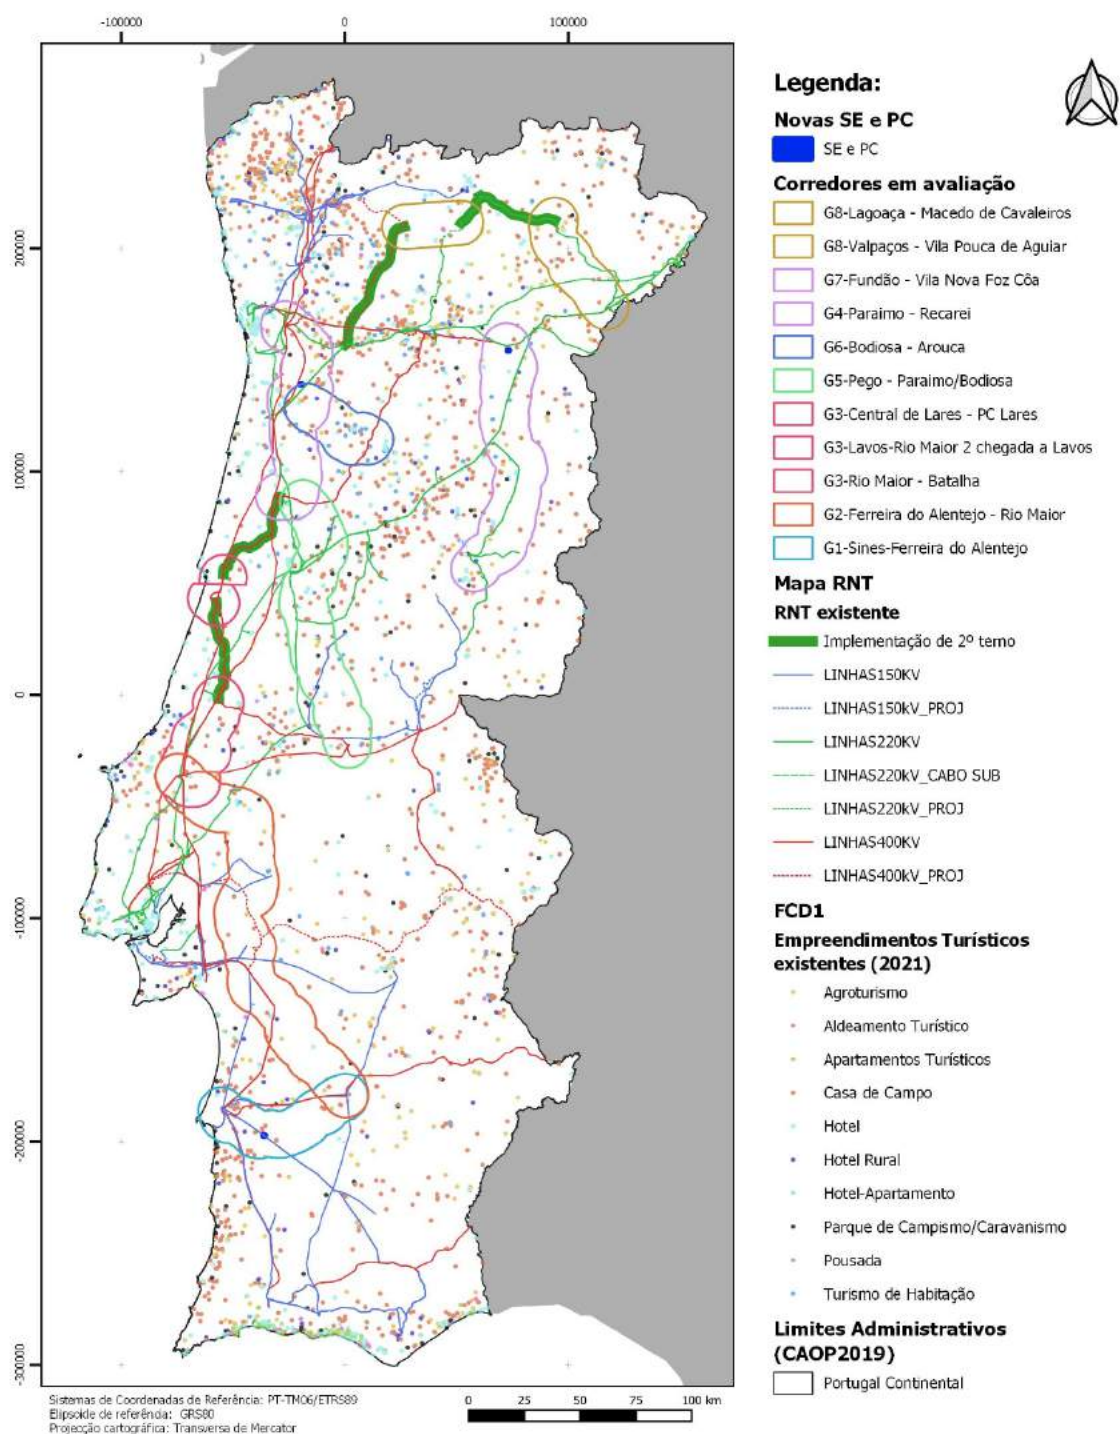 -100000
0
100000
200000
100000
0
-100000
-200000
-300000
Legenda:
Novas SE e PC
SE e PC
Corredores em avaliação
G8-Lagoaça - Macedo de Cavaleiros
G8-Valpaços - Vila Pouca de Aguiar
G7-Fundão - Vila Nova Foz Côa
G4-Paraimo - Recarei
G6-Bodiosa - Arouca
G5-Pego - Paraimo/Bodiosa
G3-Central de Lares - PC Lares
G3-Lavos-Rio Maior 2 chegada a Lavos
G3-Rio Maior - Batalha
G2-Ferreira do Alentejo - Rio Maior
G1-Sines-Ferreira do Alentejo
Mapa RNT
RNT existente
Implementação de 2º terno
LINHAS150KV
LINHAS150kV_PROJ
LINHAS220KV
LINHAS220kV_CABO SUB
LINHAS220kV_PROJ
LINHAS400KV
LINHAS400kV_PROJ
FCD1
Empreendimentos Turísticos
existentes (2021)
Agroturismo
Aldeamento Turístico
Apartamentos Turísticos
Casa de Campo
Hotel
Hotel Rural
Hotel-Apartamento
Parque de Campismo/Caravanismo
Pousada
Turismo de Habitação
Limites Administrativos
(CAOP2019)
Portugal Continental
Sistemas de Coordenadas de Referência: PT-TM06/ETRS89
Elipsoide de referência: GRS80
Projecção cartográfica: Transversa de Mercator
0 25 50 75 100 km